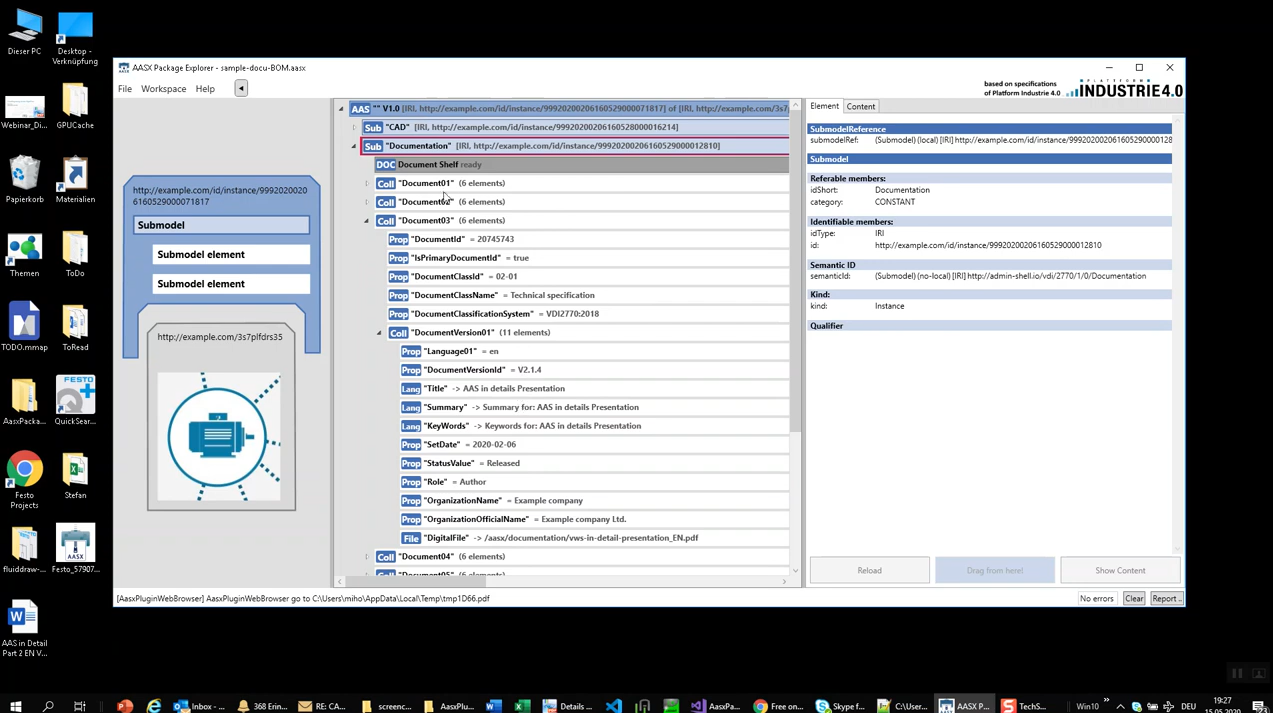 Dieser PC
Desktop -
Verknüpfung
Webinar_Di...
GPUCache
Papierkorb
Materialien
Themen
ToDo
TODO.mmap
ToRead
AasxPacka...
QuickSear...
Festo
Projects
Stefan
fluiddraw-...
Festo_57907...
AAS in Detail
Part 2 EN V...
AASX Package Explorer - sample-docu-BOM.aasx
File Workspace Help
based on specifications
of Platform Industrie 4.0
PLATTFORM
INDUSTRIE4.0
http://example.com/id/instance/9992020020
6160529000071817
Submodel
Submodel element
Submodel element
http://example.com/3s7plfdrs35
AAS "" V1.0 [IRI, http://example.com/id/instance/9992020020616052900007​1817] of [IRI, http://example.com/3s7
Sub "CAD" [IRI, http://example.com/id/instance/9992020020616052800​0016214]
Sub "Documentation" [IRI, http://example.com/id/instance/9992020020616052900​0012810]
DOC Document Shelf ready
Coll "Document01" (6 elements)
Coll "Document02" (6 elements)
Coll "Document03" (6 elements)
Prop "DocumentId" = 20745743
Prop "IsPrimaryDocumentId" = true
Prop "DocumentClassId" = 02-01
Prop "DocumentClassName" = Technical specification
Prop "DocumentClassificationSystem" = VDI2770:2018
Coll "DocumentVersion01" (11 elements)
Prop "Language01" = en
Prop "DocumentVersionId" = V2.1.4
Lang "Title" -> AAS in details Presentation
Lang "Summary" -> Summary for: AAS in details Presentation
Lang "KeyWords" -> Keywords for: AAS in details Presentation
Prop "SetDate" = 2020-02-06
Prop "StatusValue" = Released
Prop "Role" = Author
Prop "OrganizationName" = Example company
Prop "OrganizationOfficialName" = Example company Ltd.
File "DigitalFile" -> /aasx/documentation/vws-in-detail-presentation_EN.pdf
Coll "Document04" (6 elements)
Coll "Document05" (6 elements)
Element Content
SubmodelReference
submodelRef: (Submodel) (local) [IRI] http://example.com/id/instance/99920200206160529000012​8
Submodel
Referable members:
idShort: Documentation
category: CONSTANT
Identifiable members:
idType: IRI
id: http://example.com/id/instance/9992020020616052900​0012810
Semantic ID
semanticId: (Submodel) (no-local) [IRI] http://admin-shell.io/vdi/2770/1/0/Documentation
Kind:
kind: Instance
Qualifier
Reload Drag from here! Show Content
[AasxPluginWebBrowser] AasxPluginWebBrowser go to C:\Users\miho\AppData\Local\Temp\tmp1D66.pdf
No errors Clear Report ..
Inbox - ... 368 Erin... RE: CA... screenc... AasxPlu... Details ... AasxPa... Free on... Skype f... C:\User... AASX P... TechS... Win10 DEU
19:27
15.05.2020